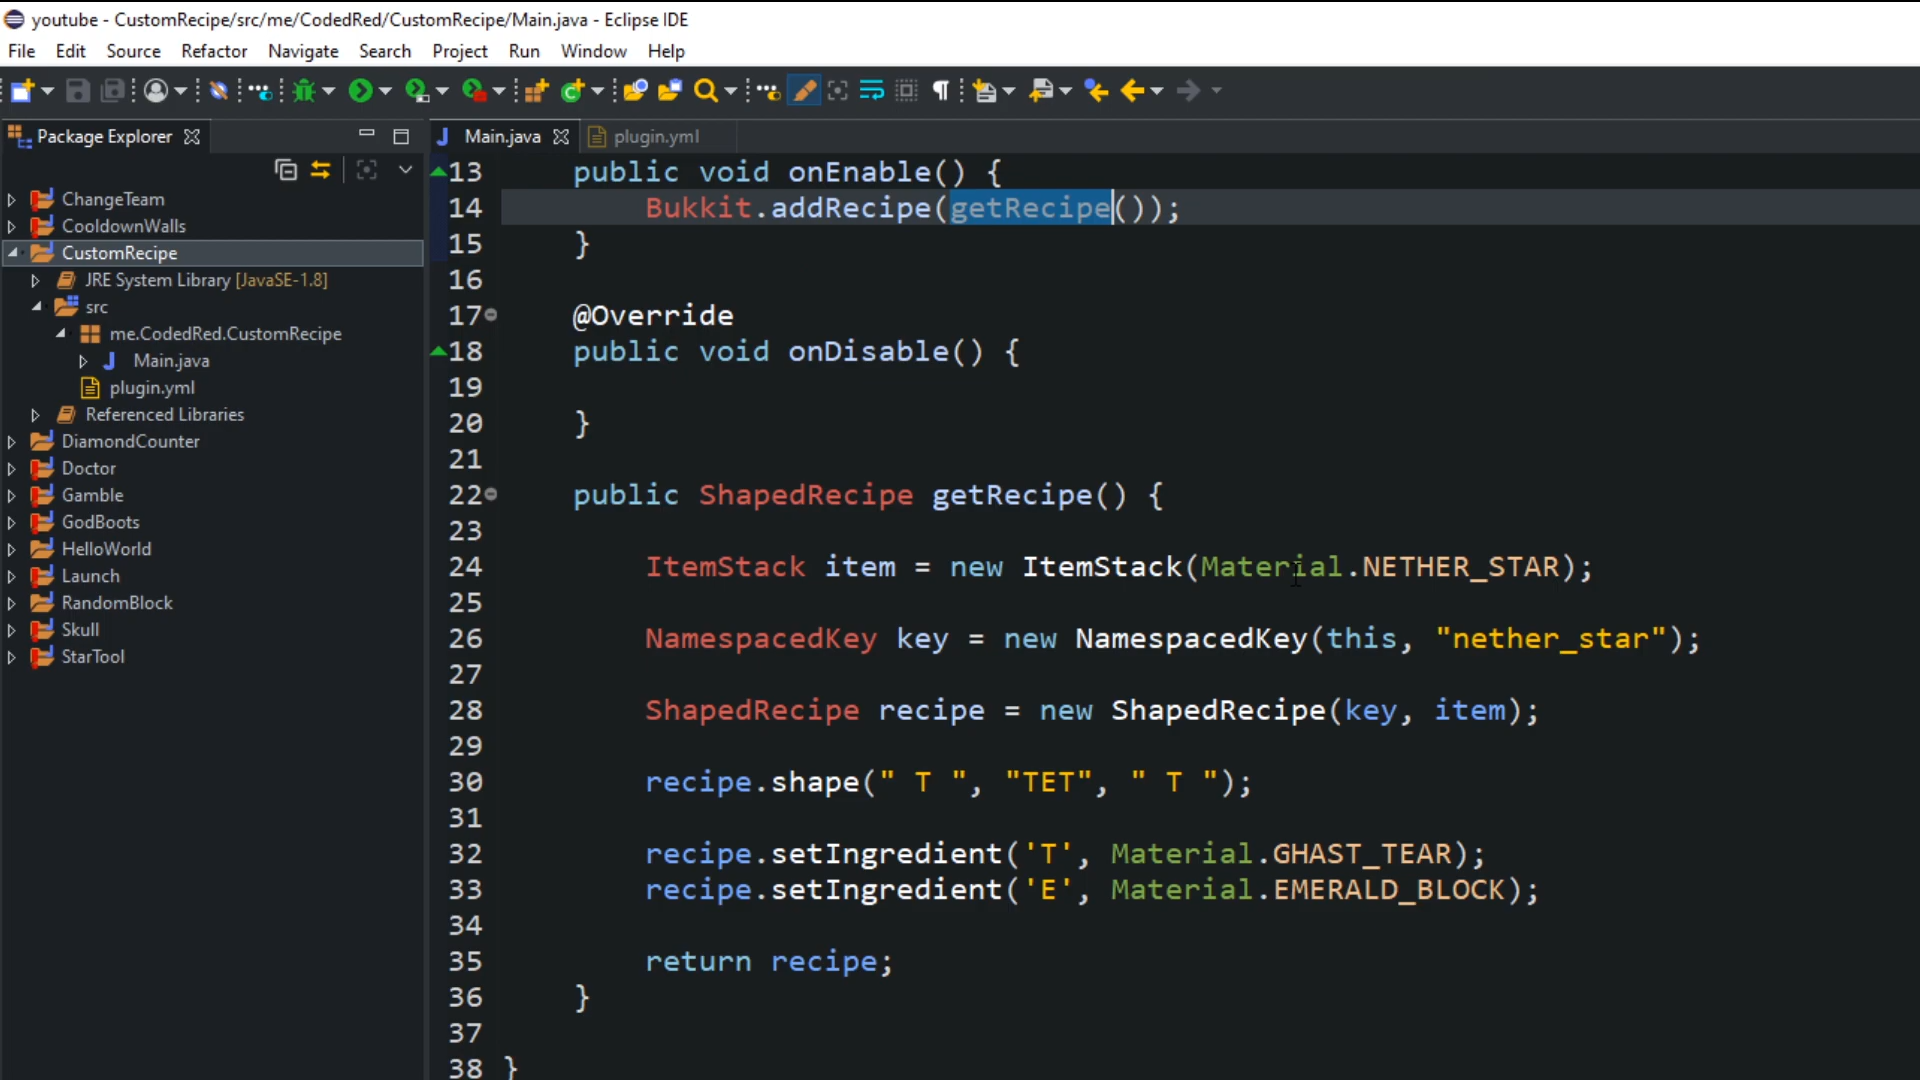 youtube - CustomRecipe/src/me/CodedRed/CustomRecipe/Main.java - Eclipse IDE
File Edit Source Refactor Navigate Search Project Run Window Help
Package Explorer
ChangeTeam
CooldownWalls
CustomRecipe
JRE System Library [JavaSE-1.8]
src
me.CodedRed.CustomRecipe
Main.java
plugin.yml
Referenced Libraries
DiamondCounter
Doctor
Gamble
GodBoots
HelloWorld
Launch
RandomBlock
Skull
StarTool
Main.java plugin.yml
13 public void onEnable() {
14 Bukkit.addRecipe(getRecipe());
15 }
16
17 @Override
18 public void onDisable() {
19
20 }
21
22 public ShapedRecipe getRecipe() {
23
24 ItemStack item = new ItemStack(Material.NETHER_STAR);
25
26 NamespacedKey key = new NamespacedKey(this, "nether_star");
27
28 ShapedRecipe recipe = new ShapedRecipe(key, item);
29
30 recipe.shape(" T ", "TET", " T ");
31
32 recipe.setIngredient('T', Material.GHAST_TEAR);
33 recipe.setIngredient('E', Material.EMERALD_BLOCK);
34
35 return recipe;
36 }
37
38 }